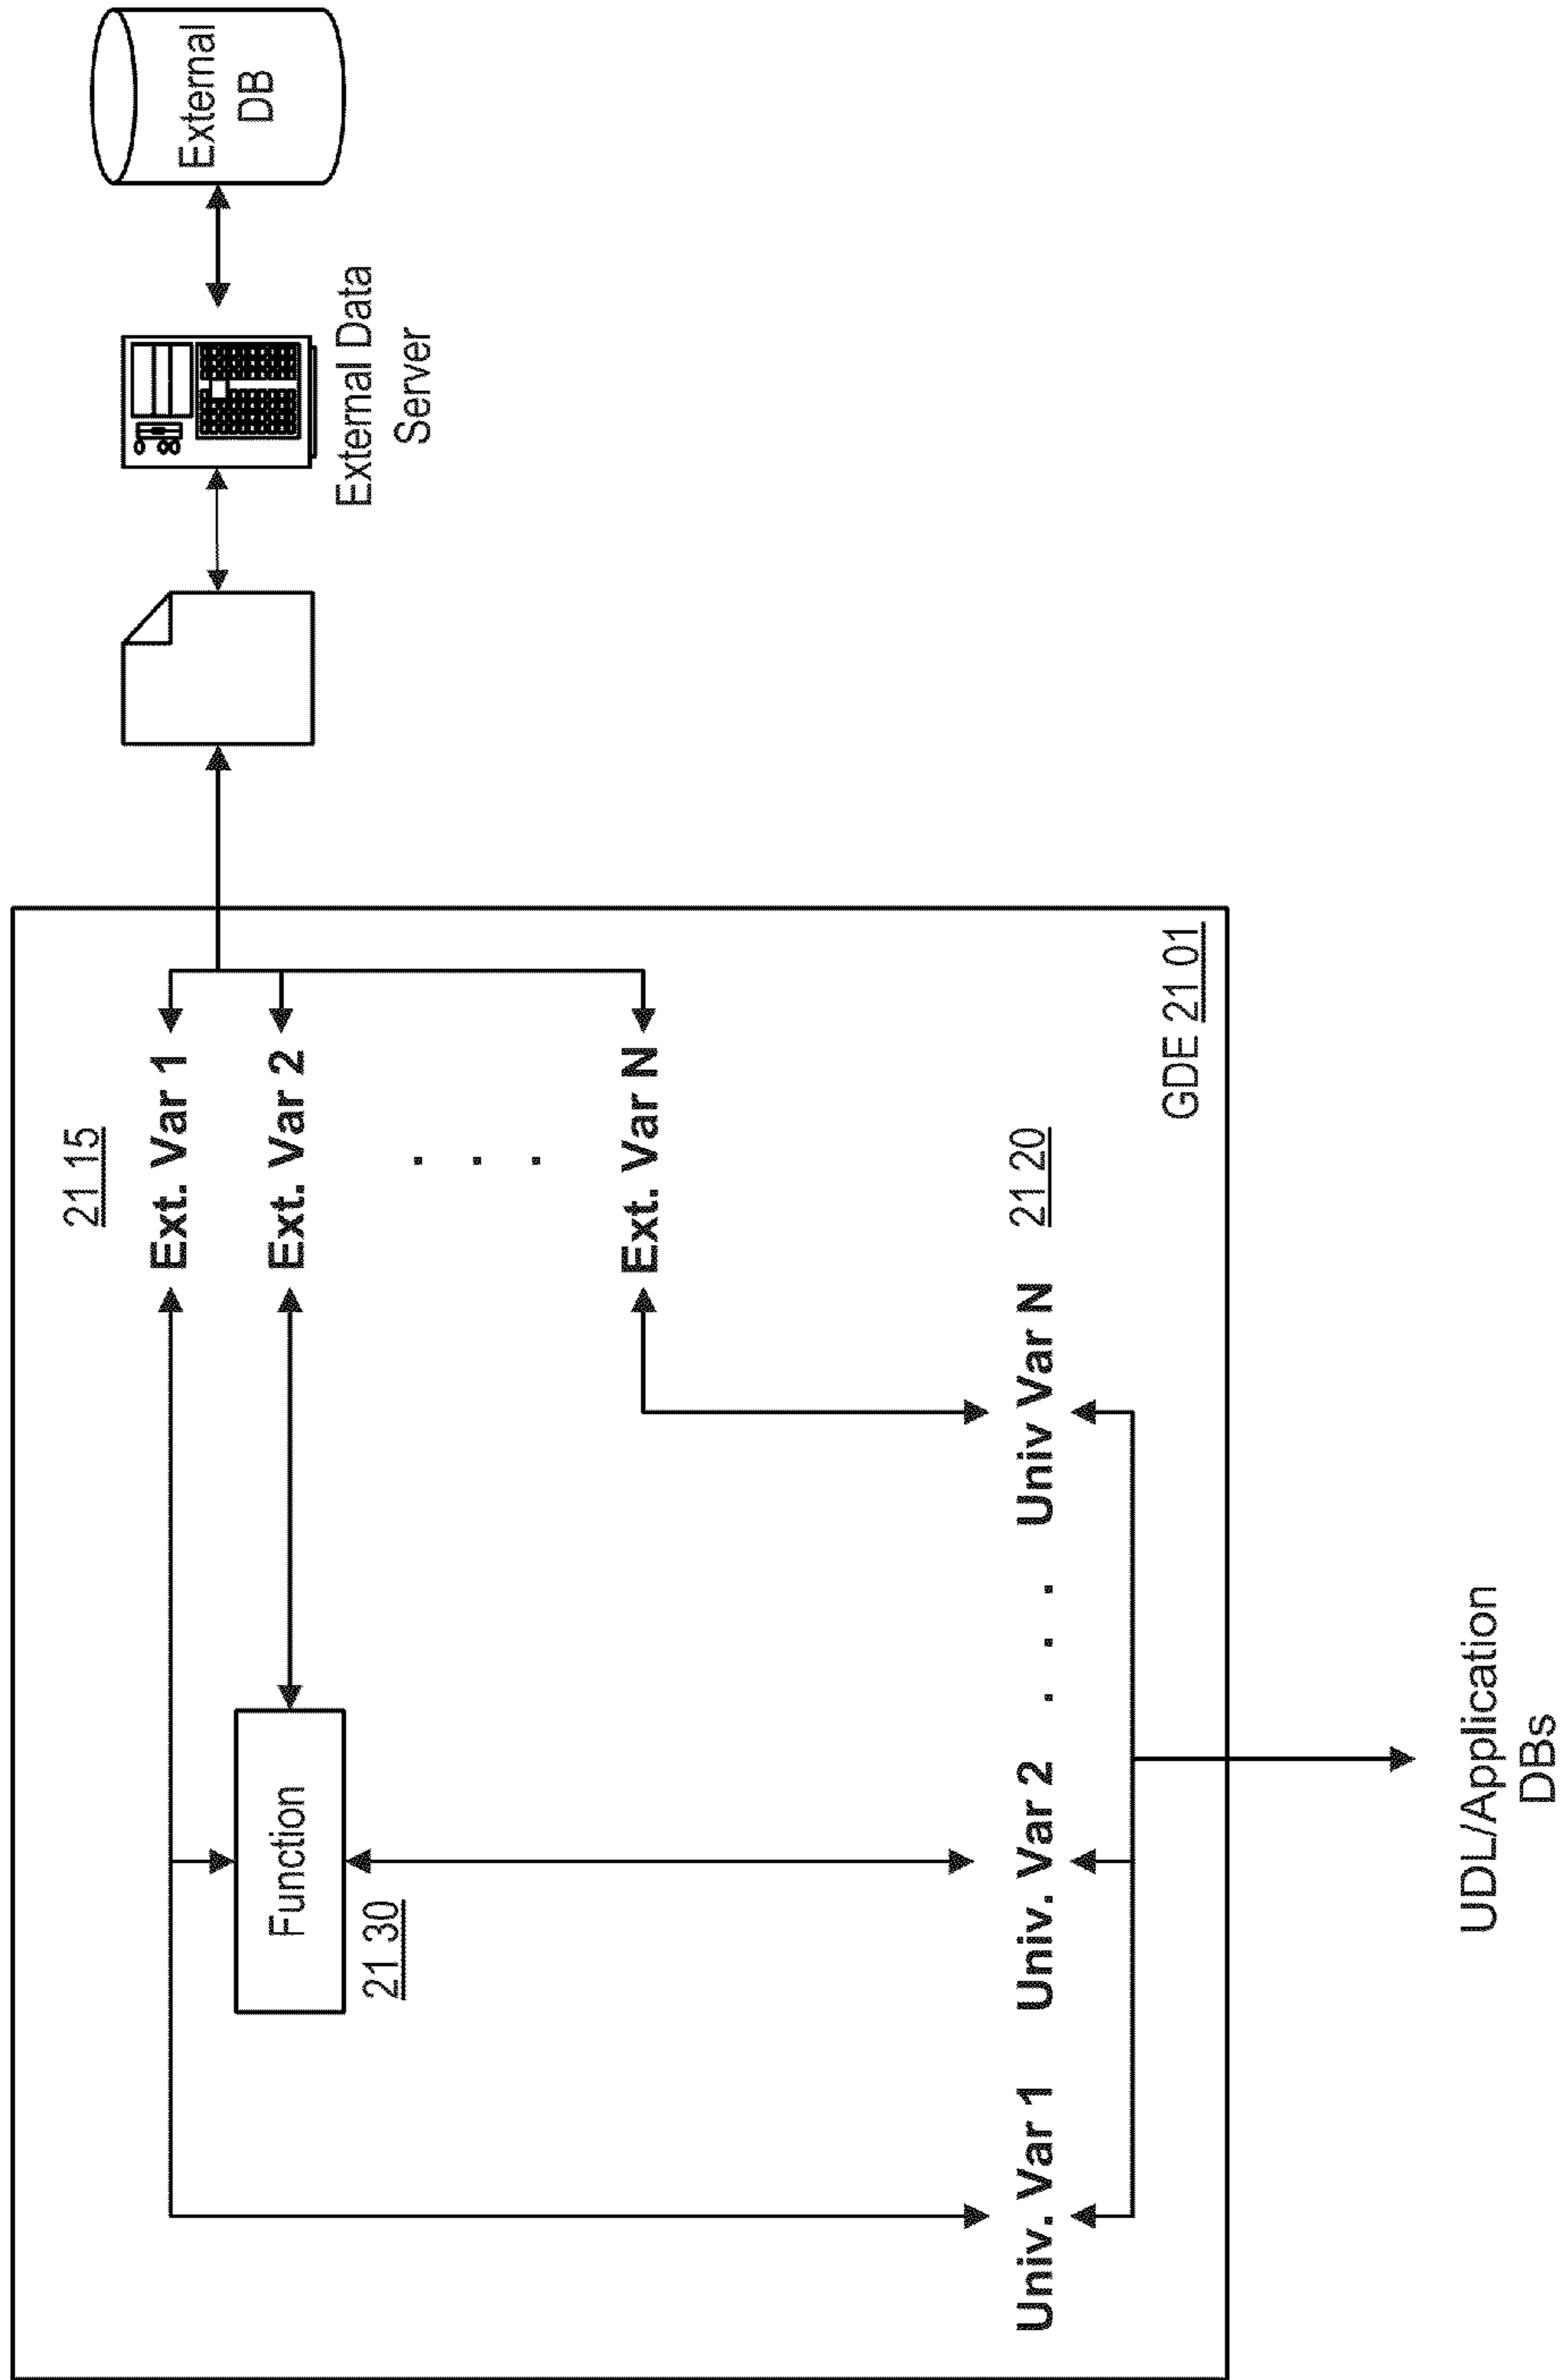 External
DB
External Data
Server
21 15
Ext. Var 1
Ext. Var 2
. . .
Ext. Var N
Function
21 30
21 20
Univ. Var 1
Univ. Var 2
. . .
Univ Var N
GDE 21 01
UDL/Application
DBs